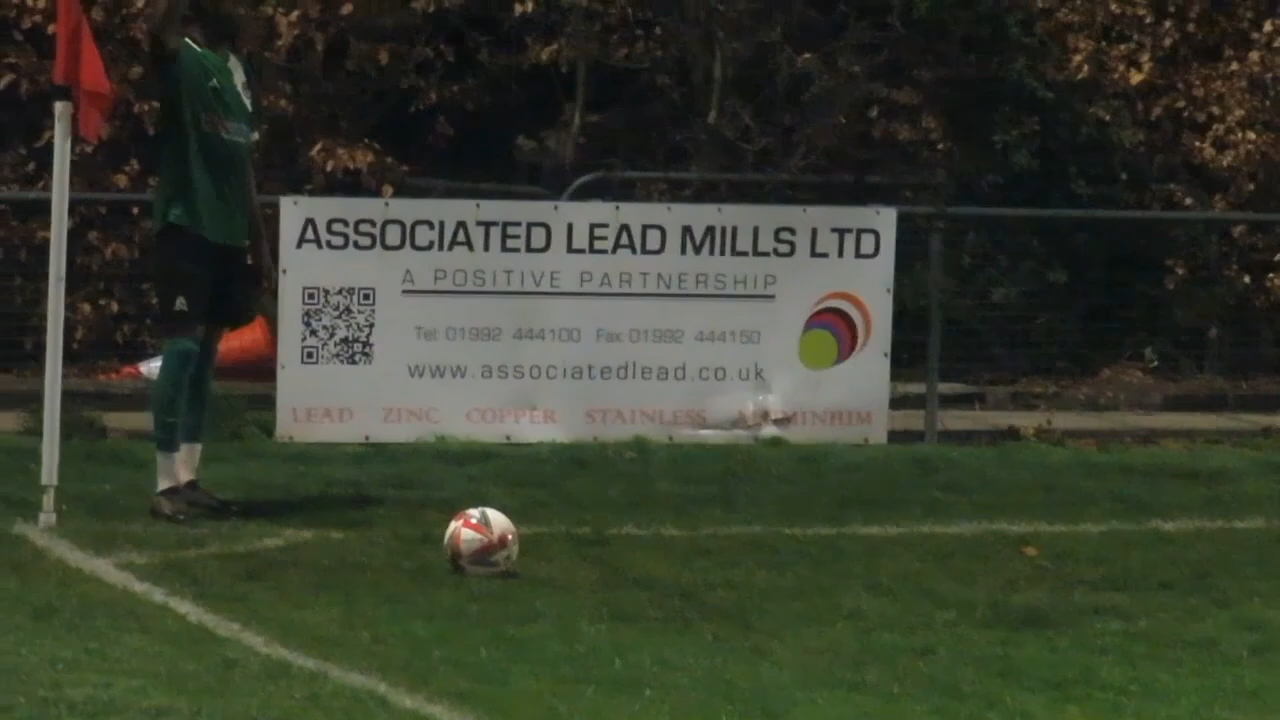 ASSOCIATED LEAD MILLS LTD
A POSITIVE PARTNERSHIP
Tel: 01992 444100 Fax: 01992 444150
www.associatedlead.co.uk
LEAD ZINC COPPER STAINLESS ALUMINIUM